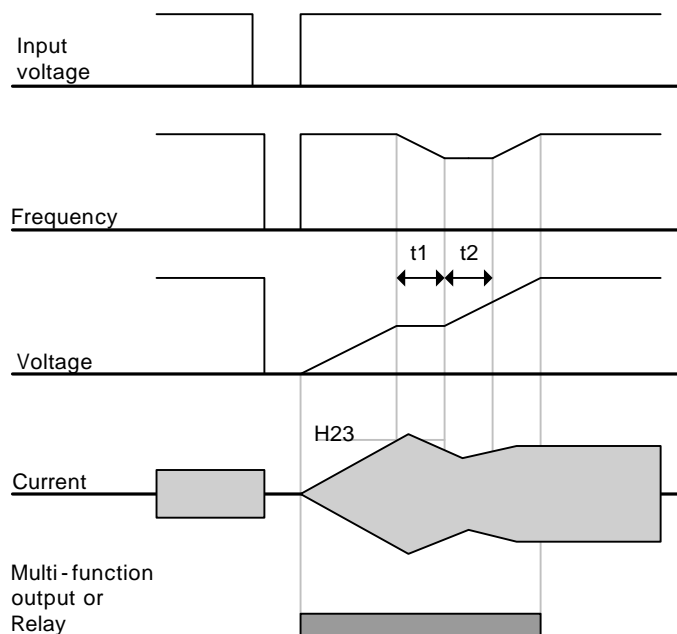 Input
voltage
Frequency
t1 t2
Voltage
H23
Current
Multi-function
output or
Relay